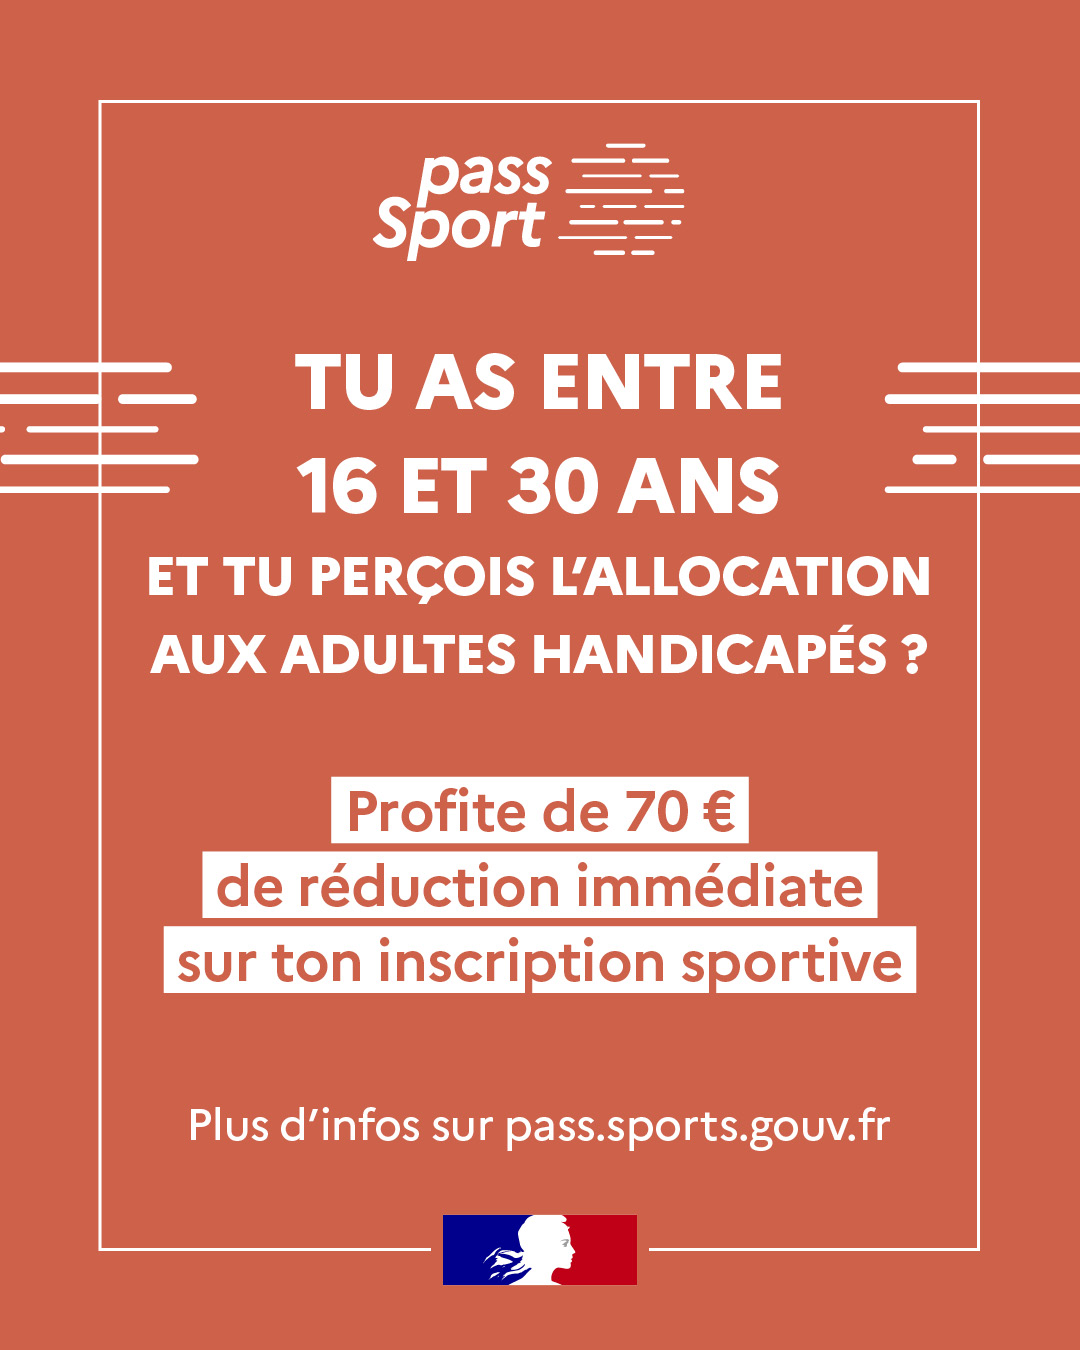 pass
Sport
TU AS ENTRE
16 ET 30 ANS
ET TU PERÇOIS L’ALLOCATION
AUX ADULTES HANDICAPÉS ?
Profite de 70 €
de réduction immédiate
sur ton inscription sportive
Plus d’infos sur pass.sports.gouv.fr